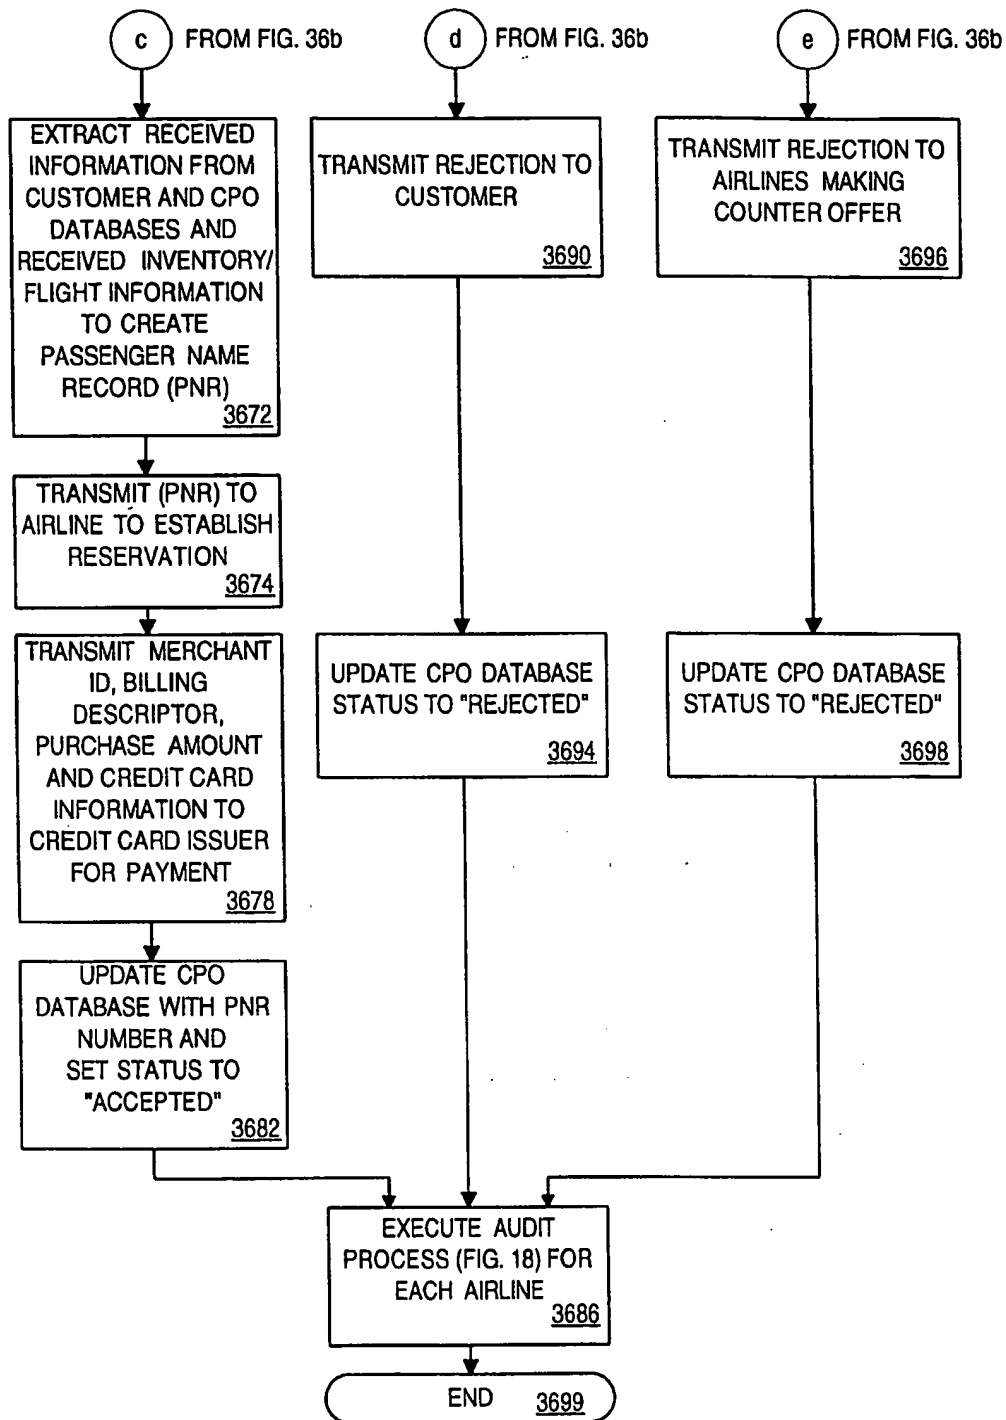 c FROM FIG. 36b
d FROM FIG. 36b
e FROM FIG. 36b
EXTRACT RECEIVED
INFORMATION FROM
CUSTOMER AND CPO
DATABASES AND
RECEIVED INVENTORY/
FLIGHT INFORMATION
TO CREATE
PASSENGER NAME
RECORD (PNR)
3672
TRANSMIT (PNR) TO
AIRLINE TO ESTABLISH
RESERVATION
3674
TRANSMIT MERCHANT
ID, BILLING
DESCRIPTOR,
PURCHASE AMOUNT
AND CREDIT CARD
INFORMATION TO
CREDIT CARD ISSUER
FOR PAYMENT
3678
UPDATE CPO
DATABASE WITH PNR
NUMBER AND
SET STATUS TO
"ACCEPTED"
3682
TRANSMIT REJECTION TO
CUSTOMER
3690
UPDATE CPO DATABASE
STATUS TO "REJECTED"
3694
TRANSMIT REJECTION TO
AIRLINES MAKING
COUNTER OFFER
3696
UPDATE CPO DATABASE
STATUS TO "REJECTED"
3698
EXECUTE AUDIT
PROCESS (FIG. 18) FOR
EACH AIRLINE
3686
END 3699